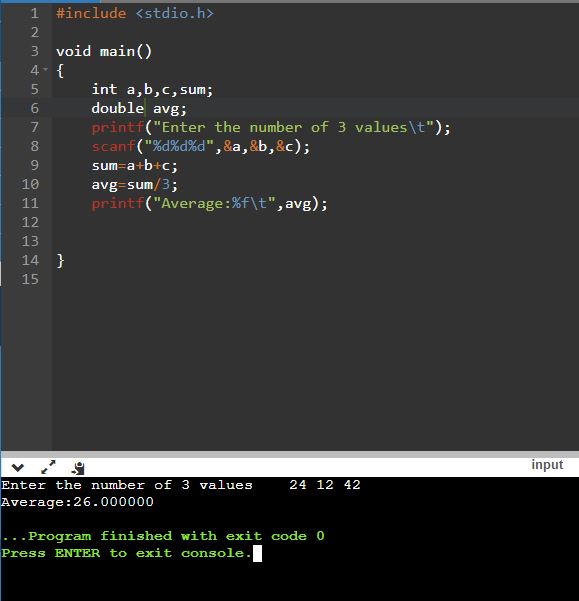 1 #include <stdio.h>
2
3 void main()
4 {
5     int a,b,c,sum;
6     double avg;
7     printf("Enter the number of 3 values\t");
8     scanf("%d%d%d",&a,&b,&c);
9     sum=a+b+c;
10     avg=sum/3;
11     printf("Average:%f\t",avg);
12
13
14 }
15
input
Enter the number of 3 values    24 12 42
Average:26.000000
...Program finished with exit code 0
Press ENTER to exit console.